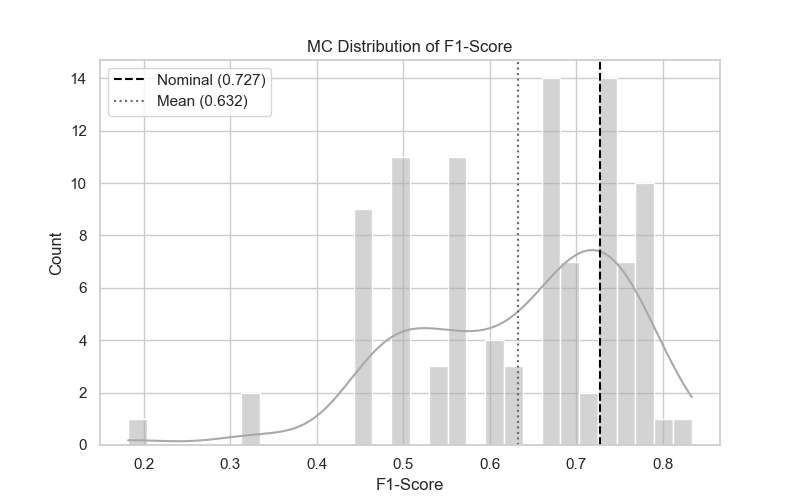 MC Distribution of F1-Score
Nominal (0.727)
Mean (0.632)
Count
14
12
10
8
6
4
2
0
0.2 0.3 0.4 0.5 0.6 0.7 0.8
F1-Score